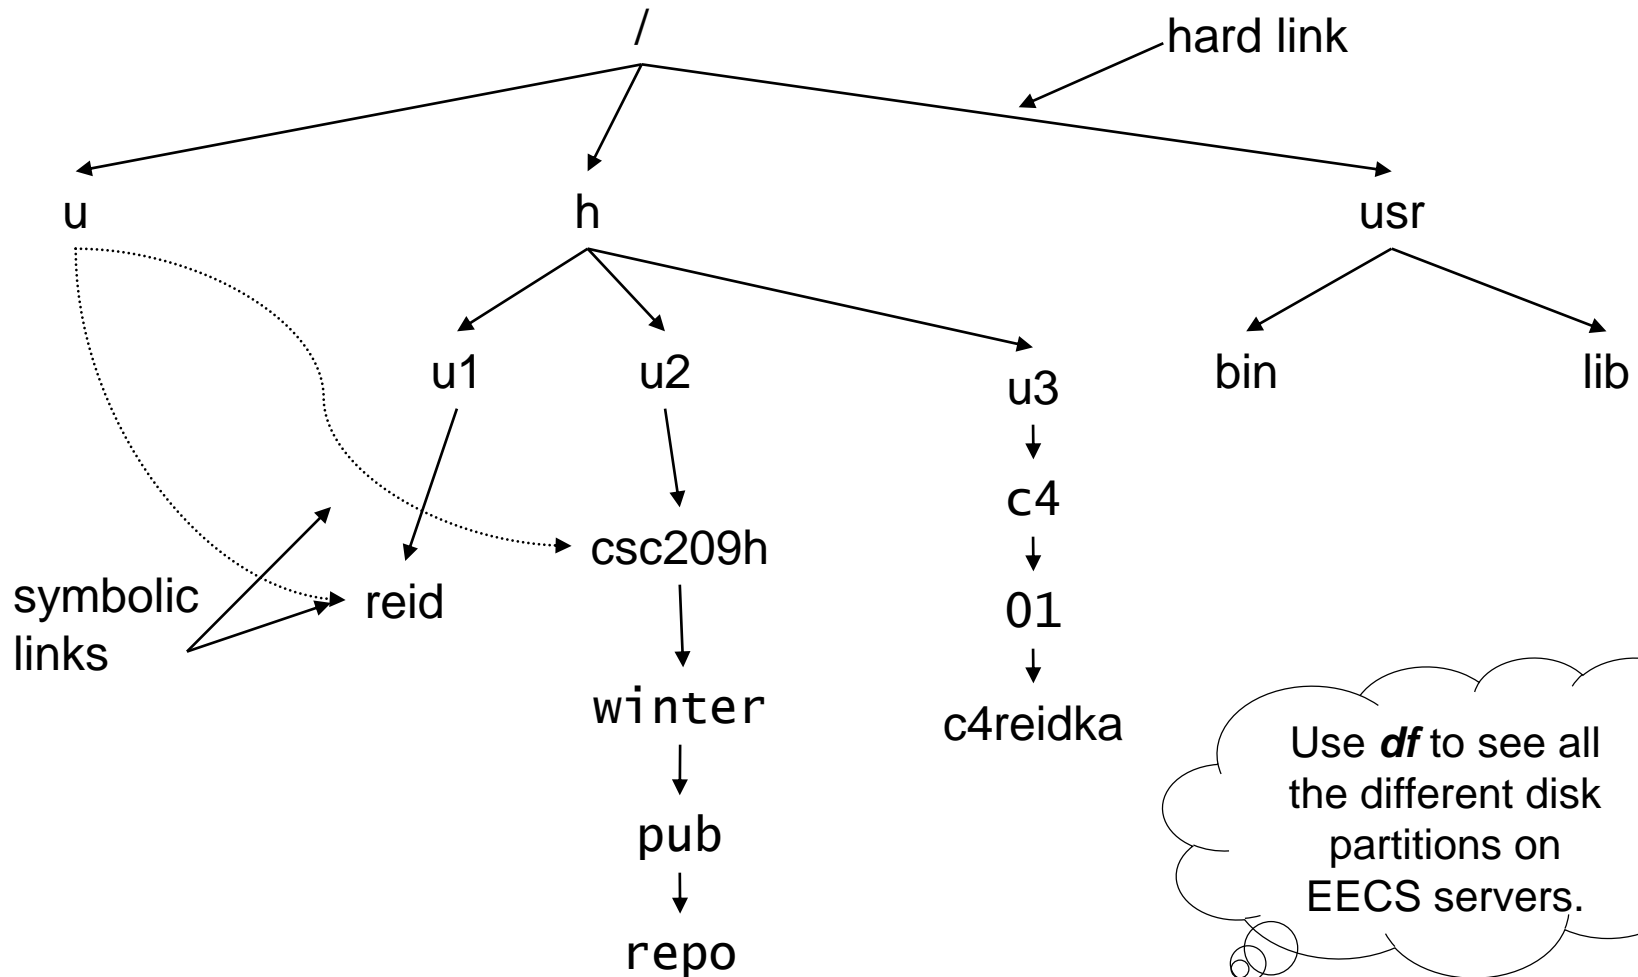 /
hard link
u
h
usr
u1
u2
u3
bin
lib
c4
csc209h
01
reid
symbolic
links
winter
c4reidka
pub
repo
Use df to see all
the different disk
partitions on
EECS servers.